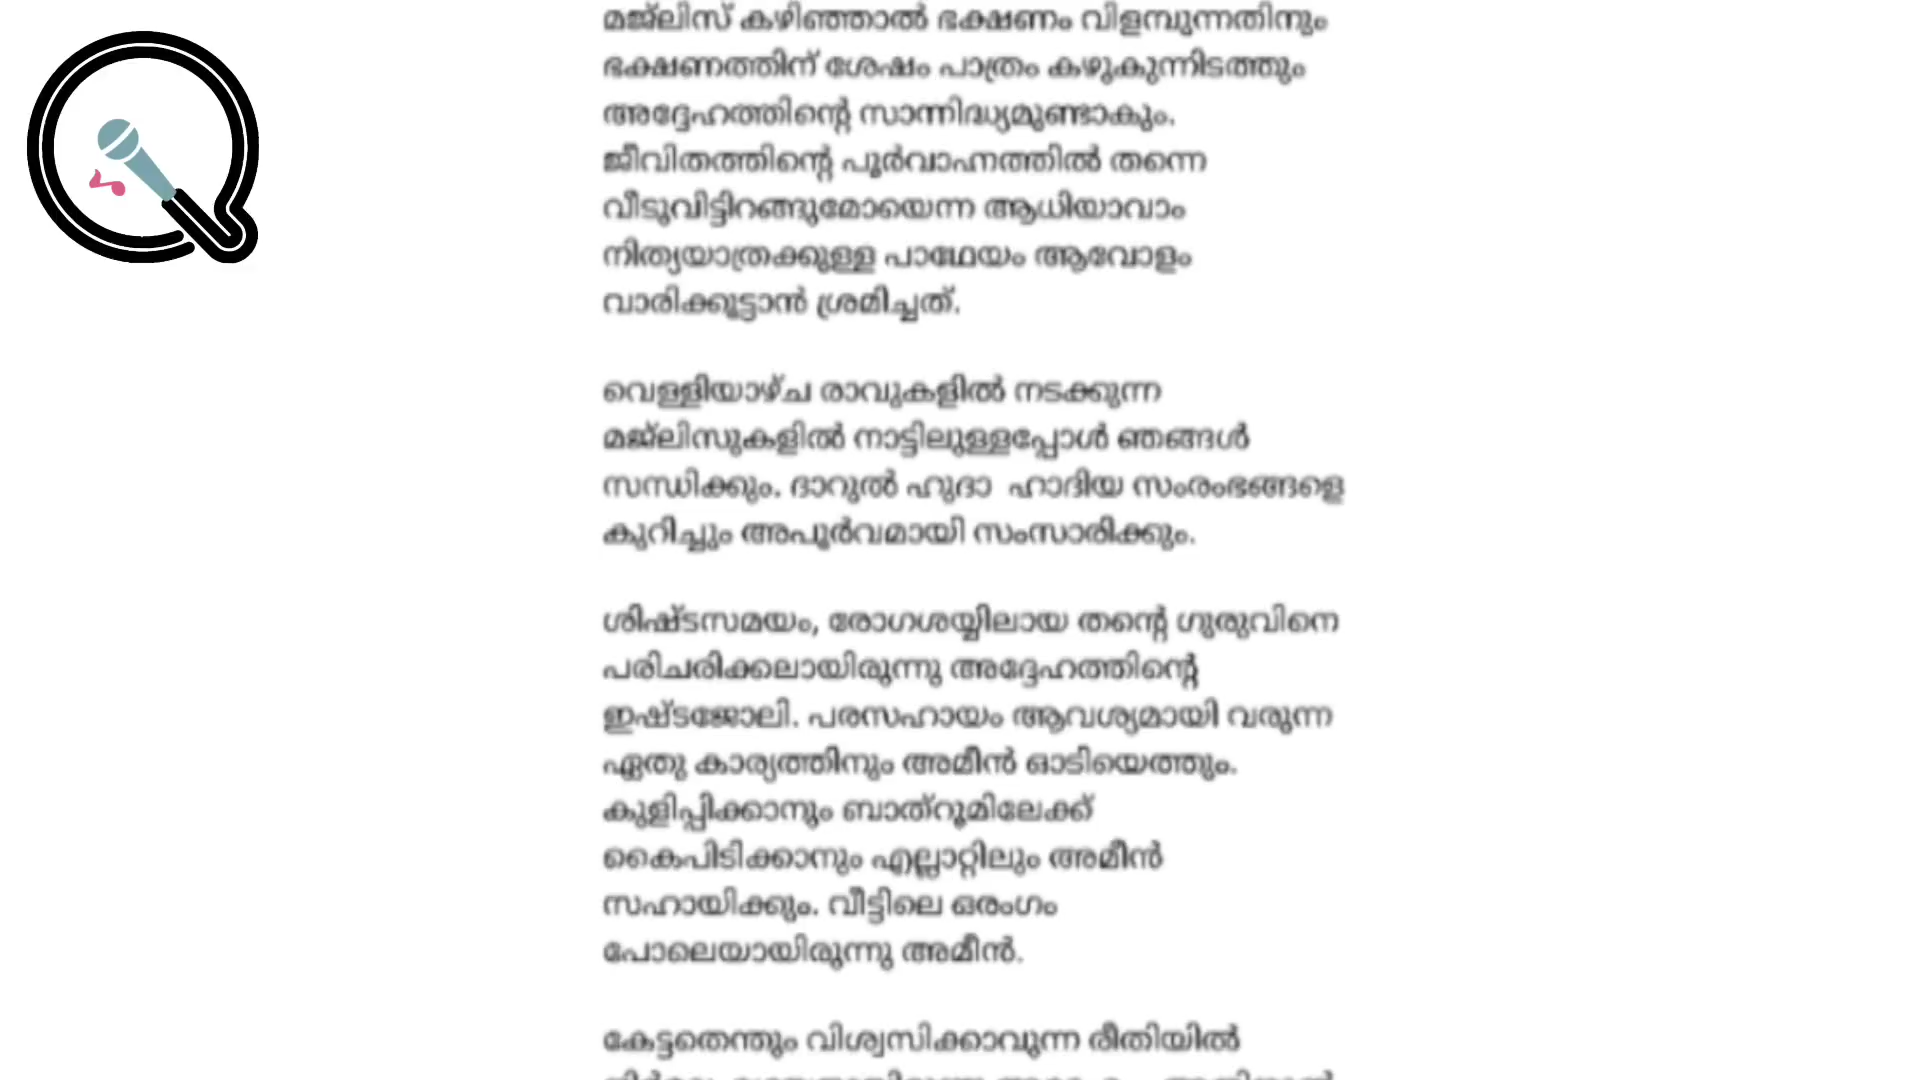 മജ്ലിസ് കഴിഞ്ഞാൽ ഭക്ഷണം വിളമ്പുന്നതിനും
ഭക്ഷണത്തിന് ശേഷം പാത്രം കഴുകുന്നിടത്തും
അദ്ദേഹത്തിന്റെ സാന്നിദ്ധ്യമുണ്ടാകും.
ജീവിതത്തിന്റെ പൂർവാഹ്നത്തിൽ തന്നെ
വീടുവിട്ടിറങ്ങുമോയെന്ന ആധിയാവാം
നിത്യയാത്രക്കുള്ള പാഥേയം ആവോളം
വാരിക്കൂട്ടാൻ ശ്രമിച്ചത്.
വെള്ളിയാഴ്ച രാവുകളിൽ നടക്കുന്ന
മജ്ലിസുകളിൽ നാട്ടിലുള്ളപ്പോൾ ഞങ്ങൾ
സന്ധിക്കും. ദാറുൽ ഹുദാ ഹാദിയ സംരംഭങ്ങളെ
കുറിച്ചും അപൂർവമായി സംസാരിക്കും.
ശിഷ്ടസമയം, രോഗശയ്യിലായ തന്റെ ഗുരുവിനെ
പരിചരിക്കലായിരുന്നു അദ്ദേഹത്തിന്റെ
ഇഷ്ടജോലി. പരസഹായം ആവശ്യമായി വരുന്ന
ഏതു കാര്യത്തിനും അമീൻ ഓടിയെത്തും.
കുളിപ്പിക്കാനും ബാത്റൂമിലേക്ക്
കൈപിടിക്കാനും എല്ലാറ്റിലും അമീൻ
സഹായിക്കും. വീട്ടിലെ ഒരംഗം
പോലെയായിരുന്നു അമീൻ.
കേട്ടതെന്തും വിശ്വസിക്കാവുന്ന രീതിയിൽ